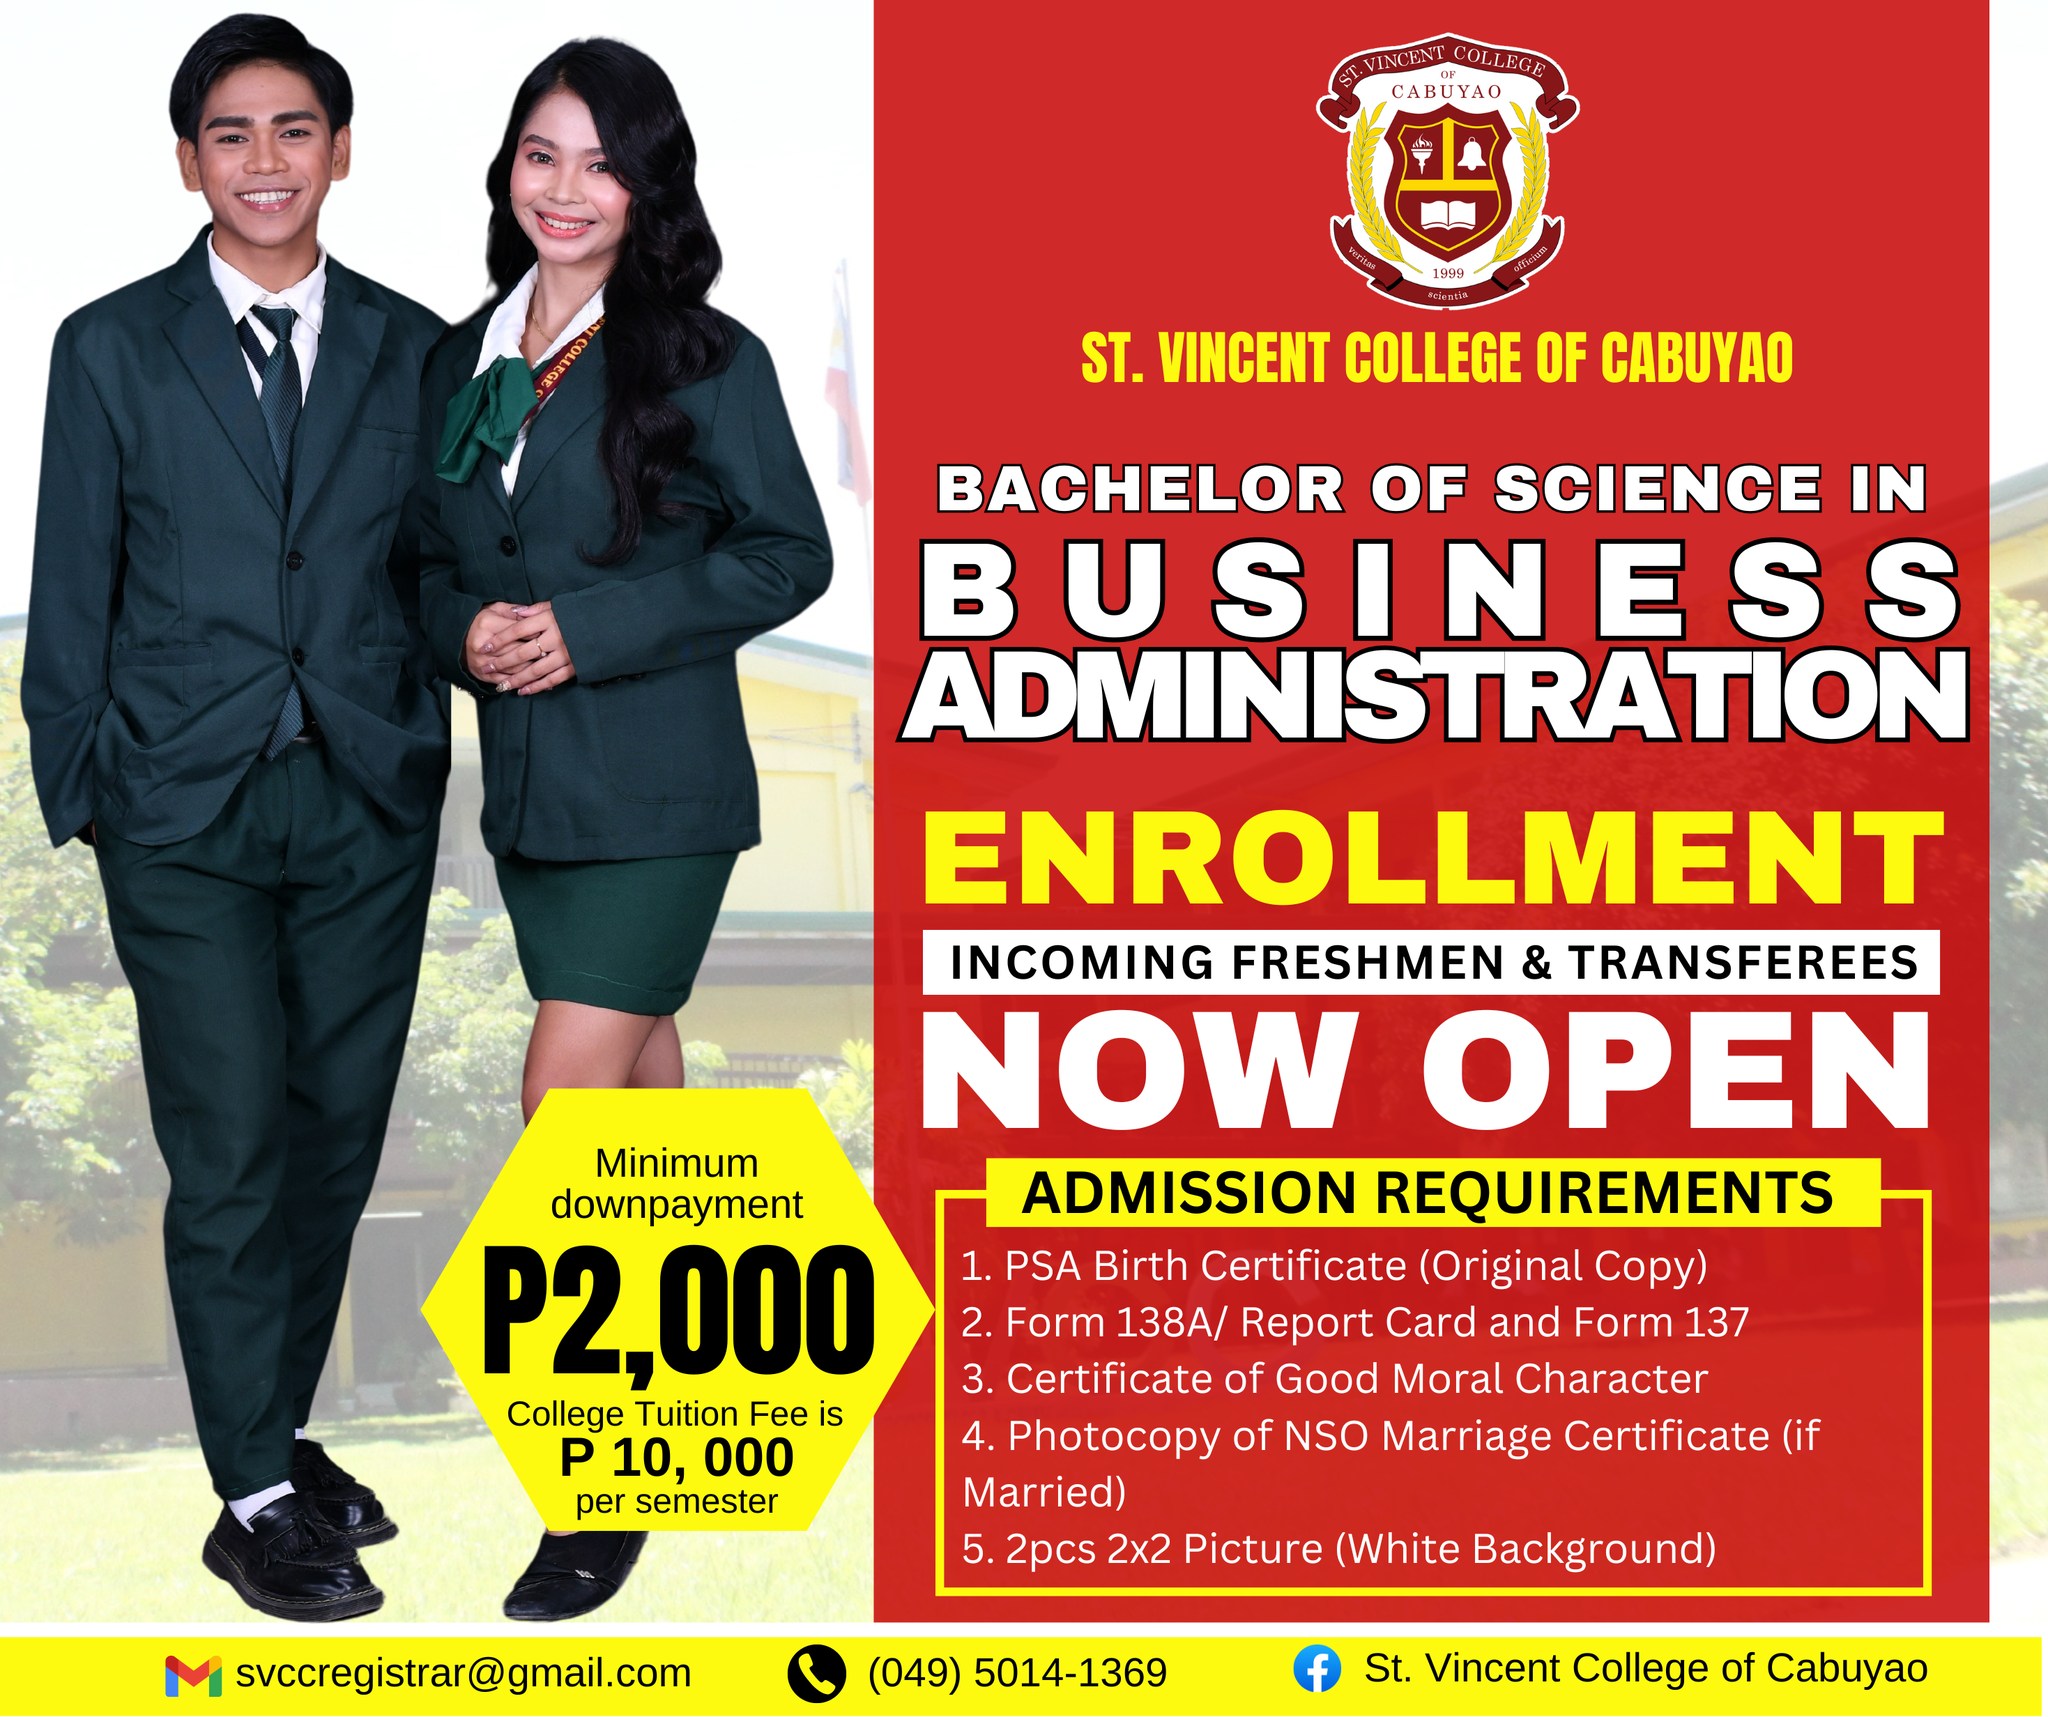 ST. VINCENT COLLEGE
OF
CABUYAO
veritas
1999
officium
scientia
ST. VINCENT COLLEGE OF CABUYAO
BACHELOR OF SCIENCE IN
BUSINESS
ADMINISTRATION
ENROLLMENT
INCOMING FRESHMEN & TRANSFEREES
NOW OPEN
ADMISSION REQUIREMENTS
1. PSA Birth Certificate (Original Copy)
2. Form 138A/ Report Card and Form 137
3. Certificate of Good Moral Character
4. Photocopy of NSO Marriage Certificate (if
Married)
5. 2pcs 2x2 Picture (White Background)
Minimum
downpayment
P2,000
College Tuition Fee is
P 10, 000
per semester
svccregistrar@gmail.com
(049) 5014-1369
St. Vincent College of Cabuyao